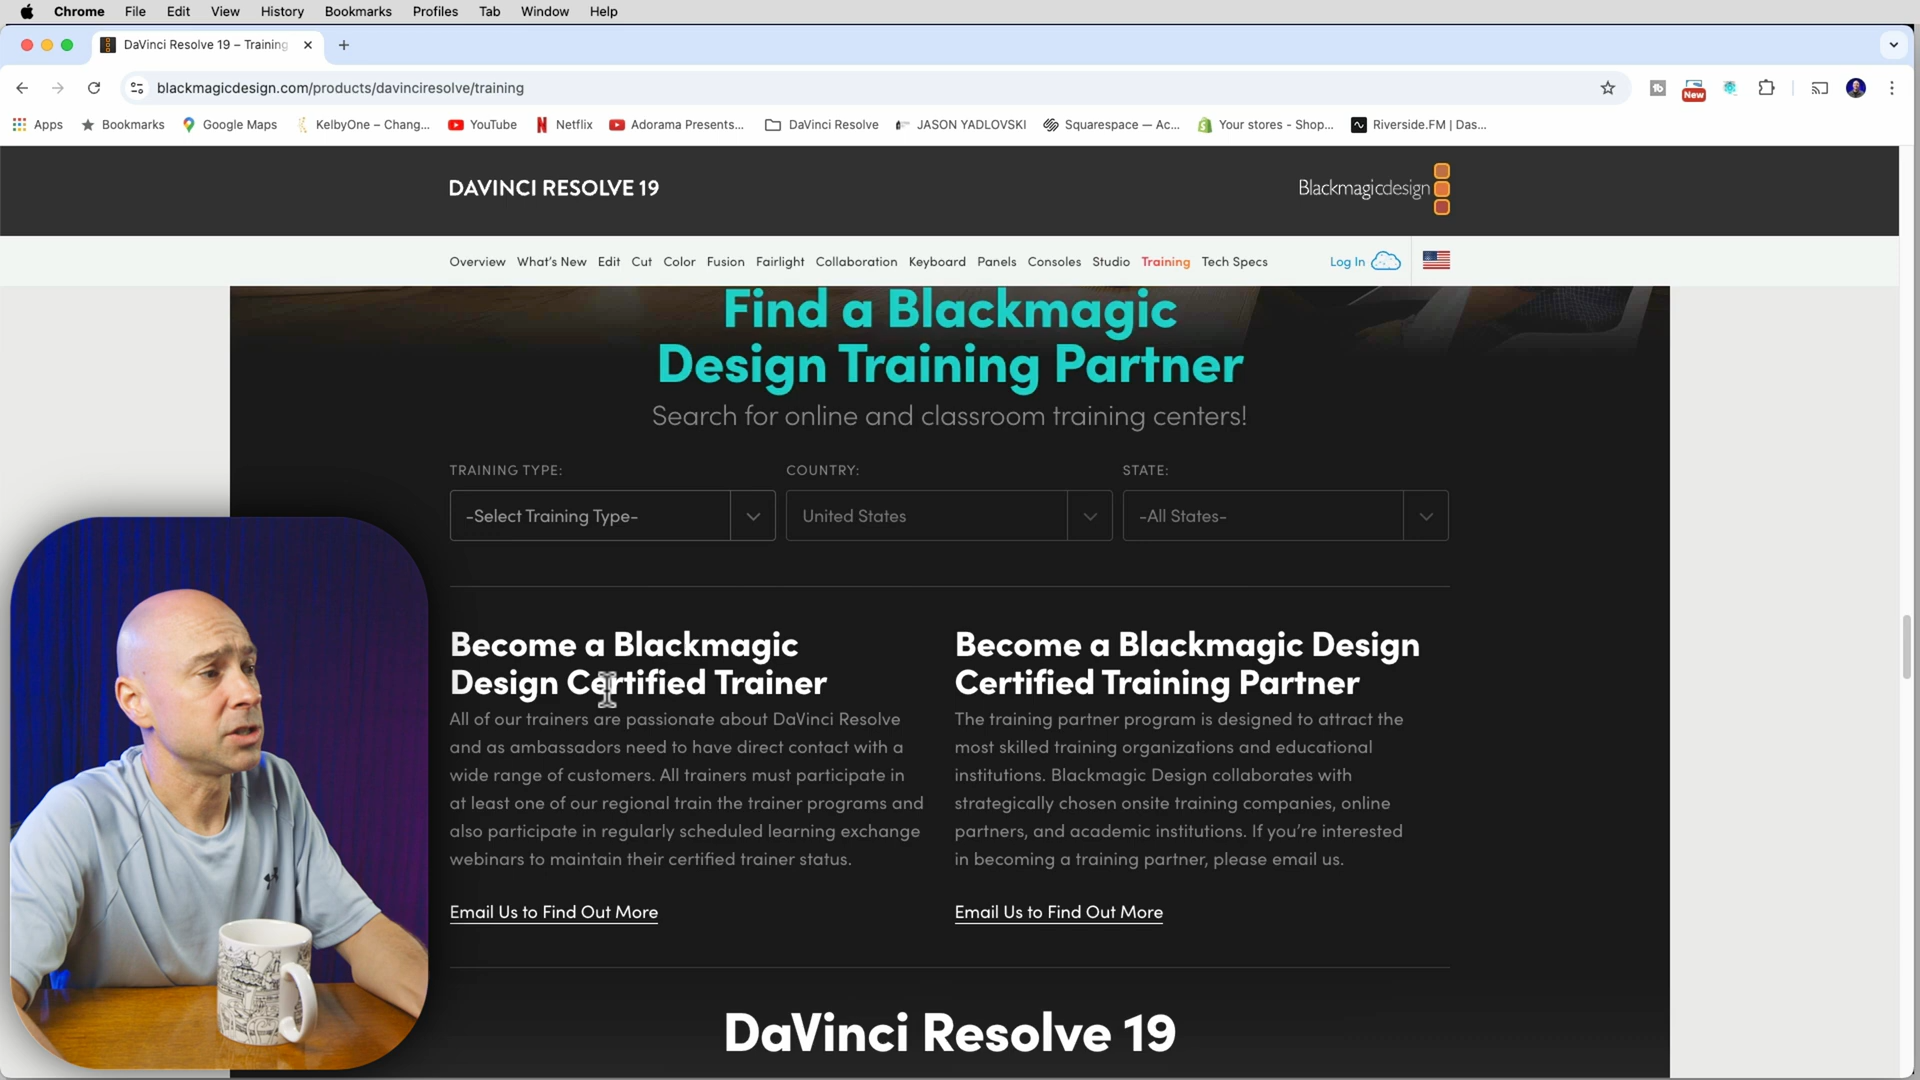 Chrome File Edit View History Bookmarks Profiles Tab Window Help
DaVinci Resolve 19 – Training
blackmagicdesign.com/products/davinciresolve/training
New
Apps Bookmarks Google Maps KelbyOne – Chang... YouTube Netflix Adorama Presents... DaVinci Resolve JASON YADLOVSKI Squarespace — Ac... Your stores - Shop... Riverside.FM | Das...
DAVINCI RESOLVE 19
Blackmagicdesign
Overview What's New Edit Cut Color Fusion Fairlight Collaboration Keyboard Panels Consoles Studio Training Tech Specs Log In
Find a Blackmagic
Design Training Partner
Search for online and classroom training centers!
TRAINING TYPE: COUNTRY: STATE:
-Select Training Type- United States -All States-
Become a Blackmagic
Design Certified Trainer
All of our trainers are passionate about DaVinci Resolve
and as ambassadors need to have direct contact with a
wide range of customers. All trainers must participate in
at least one of our regional train the trainer programs and
also participate in regularly scheduled learning exchange
webinars to maintain their certified trainer status.
Email Us to Find Out More
Become a Blackmagic Design
Certified Training Partner
The training partner program is designed to attract the
most skilled training organizations and educational
institutions. Blackmagic Design collaborates with
strategically chosen onsite training companies, online
partners, and academic institutions. If you're interested
in becoming a training partner, please email us.
Email Us to Find Out More
DaVinci Resolve 19